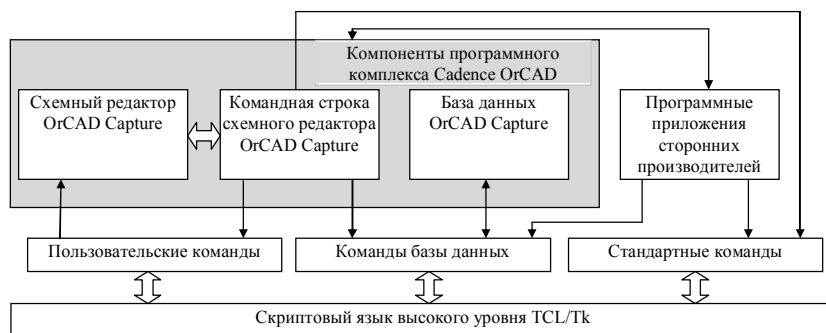 Компоненты программного
комплекса Cadence OrCAD
Схемный редактор
OrCAD Capture
Командная строка
схемного редактора
OrCAD Capture
База данных
OrCAD Capture
Программные
приложения
сторонних
производителей
Пользовательские команды
Команды базы данных
Стандартные команды
Скриптовый язык высокого уровня TCL/Tk